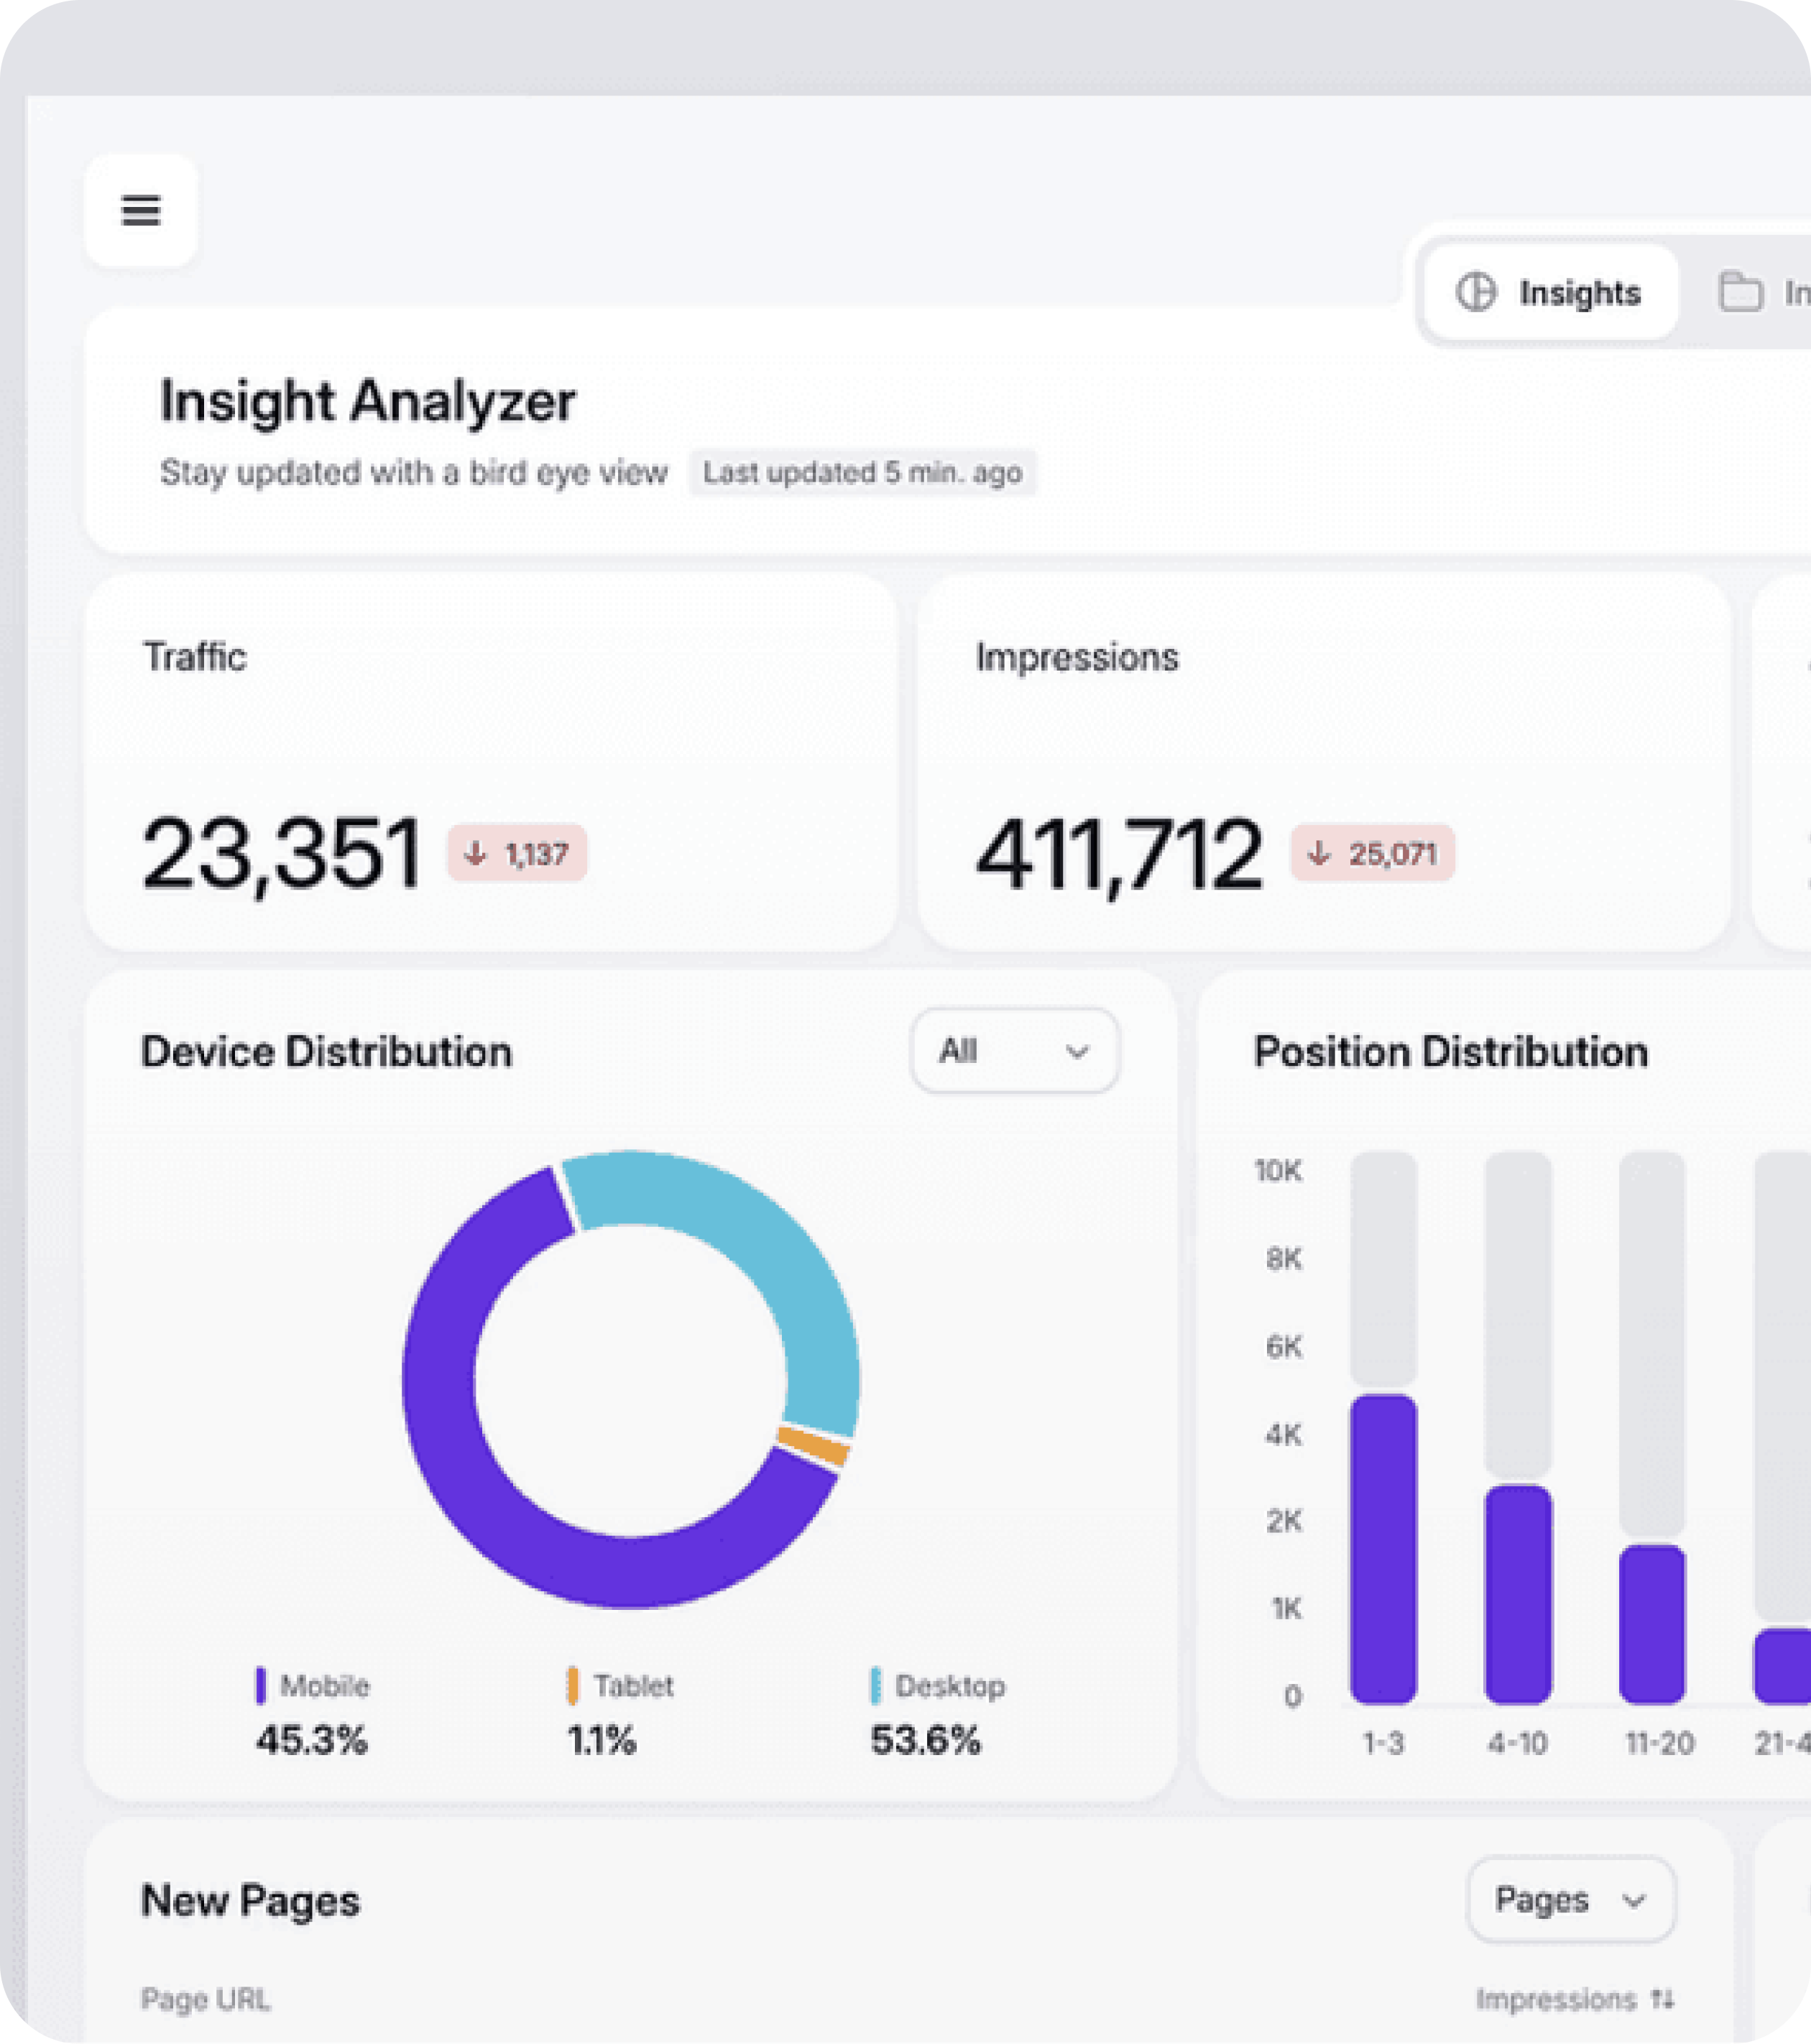 Insights
Insight Analyzer
Stay updated with a bird eye view Last updated 5 min. ago
Traffic
Impressions
23,351 ↓ 1,137
411,712 ↓ 25,071
Device Distribution
All
Position Distribution
10K
8K
6K
4K
2K
1K
0
1-3 4-10 11-20 21-4
Mobile Tablet Desktop
45.3% 1.1% 53.6%
New Pages
Pages
Page URL
Impressions ↑↓